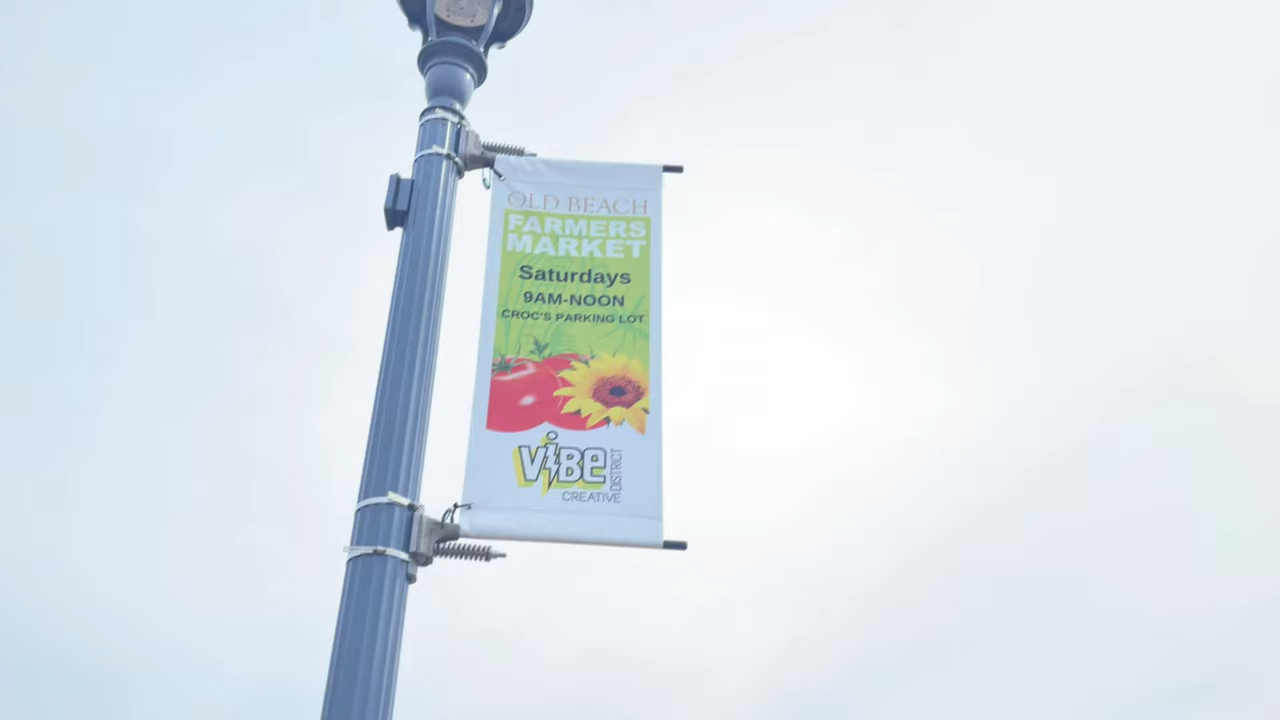 OLD BEACH
FARMERS
MARKET
Saturdays
9AM-NOON
CROC'S PARKING LOT
ViBe
DISTRICT
CREATIVE